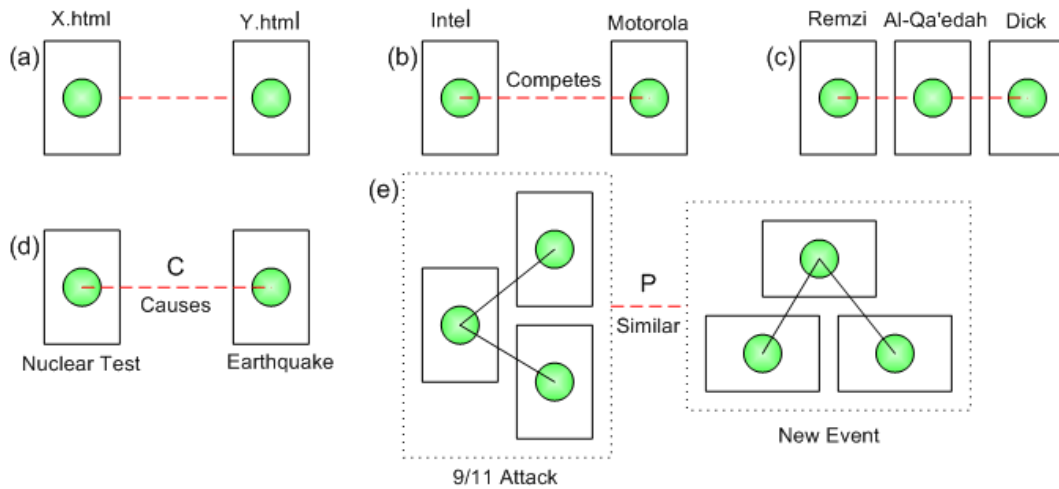 X.html
Y.html
(a)
Intel
Motorola
(b)
Competes
Remzi
Al-Qa'edah
Dick
(c)
(d)
C
Causes
Nuclear Test
Earthquake
(e)
P
Similar
9/11 Attack
New Event